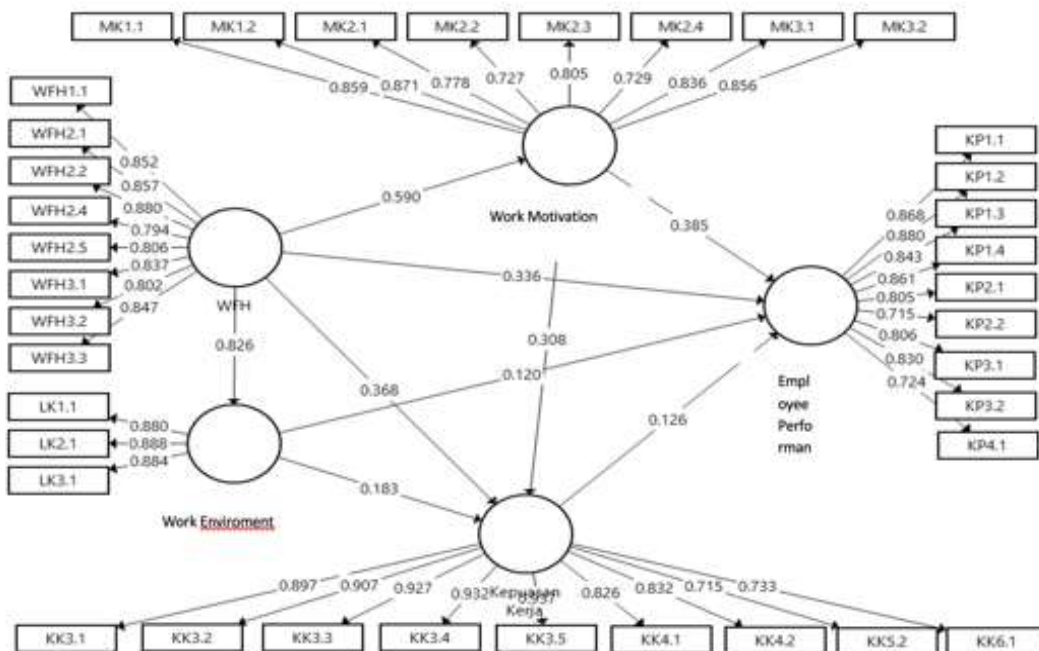 MK1.1 MK1.2 MK2.1 MK2.2 MK2.3 MK2.4 MK3.1 MK3.2
0.859 0.871 0.778 0.727 0.805 0.729 0.836 0.856
WFH1.1
WFH2.1
WFH2.2
WFH2.4
WFH2.5
WFH3.1
WFH3.2
WFH3.3
0.852
0.857
0.880
0.794
0.806
0.837
0.802
0.847
WFH
0.590
Work Motivation
0.385
0.336
0.826
0.368
0.308
0.120
0.126
0.183
KP1.1
KP1.2
KP1.3
KP1.4
KP2.1
KP2.2
KP3.1
KP3.2
KP4.1
0.868
0.880
0.843
0.861
0.805
0.715
0.806
0.830
0.724
Empl
oyee
Perfo
rman
LK1.1
LK2.1
LK3.1
0.880
0.888
0.884
Work Enviroment
Kepuasan
Kerja
0.897 0.907 0.927 0.932 0.937 0.826 0.832 0.715 0.733
KK3.1 KK3.2 KK3.3 KK3.4 KK3.5 KK4.1 KK4.2 KK5.2 KK6.1